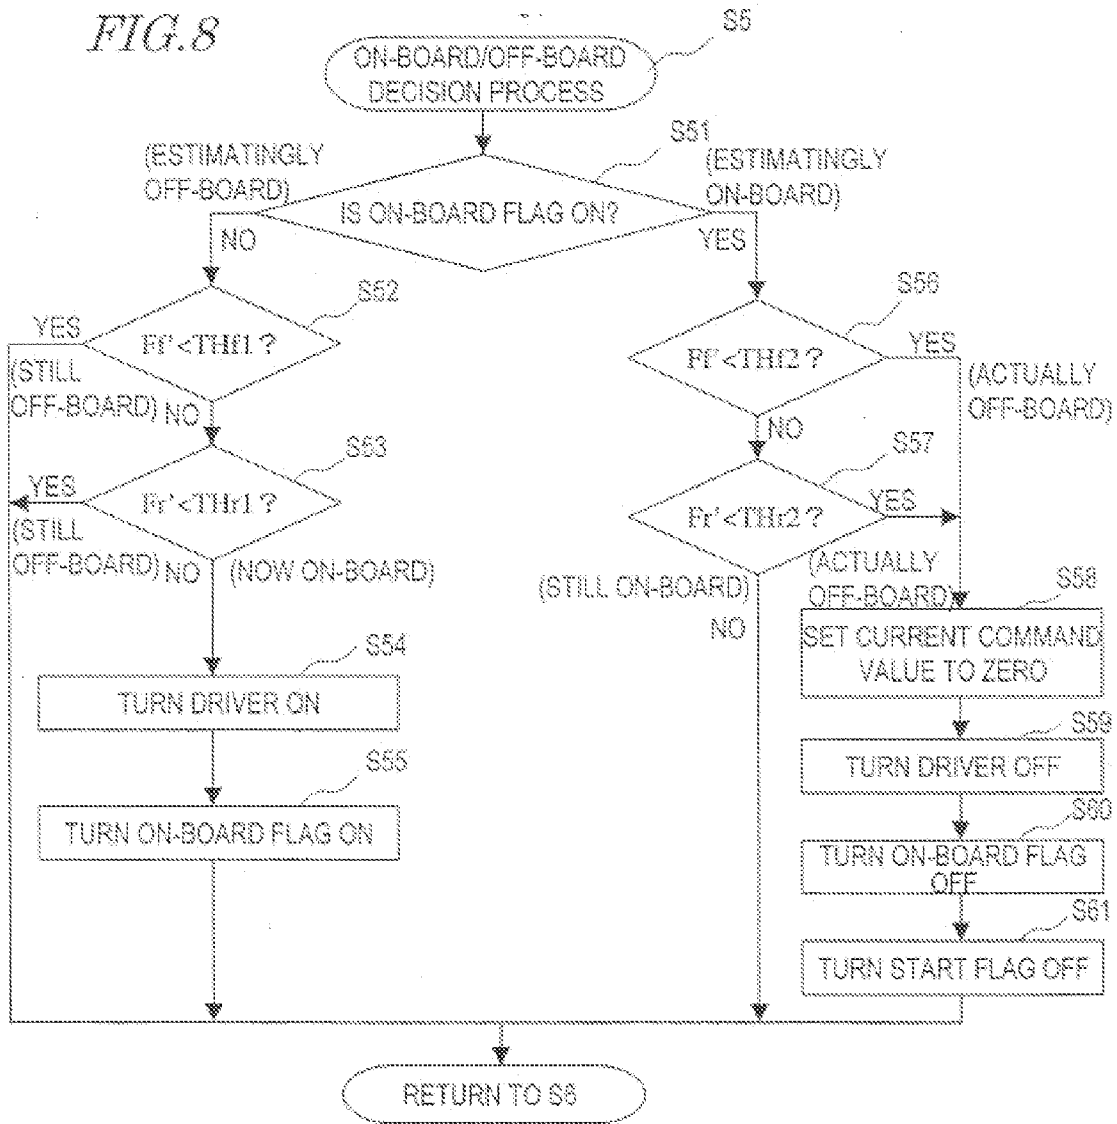 FIG.8
S5
ON-BOARD/OFF-BOARD
DECISION PROCESS
S51
(ESTIMATINGLY
OFF-BOARD)
(ESTIMATINGLY
ON-BOARD)
IS ON-BOARD FLAG ON?
NO
YES
S52
YES
Ff'<THf1 ?
(STILL
OFF-BOARD)
NO
S56
Ff'<THf2 ?
YES
(ACTUALLY
OFF-BOARD)
NO
S53
YES
Fr'<THr1 ?
(STILL
OFF-BOARD)
NO
(NOW ON-BOARD)
S57
Fr'<THr2 ?
YES
(STILL ON-BOARD)
NO
(ACTUALLY
OFF-BOARD)
S54
TURN DRIVER ON
S55
TURN ON-BOARD FLAG ON
S58
SET CURRENT COMMAND
VALUE TO ZERO
S59
TURN DRIVER OFF
S60
TURN ON-BOARD FLAG
OFF
S61
TURN START FLAG OFF
RETURN TO S6